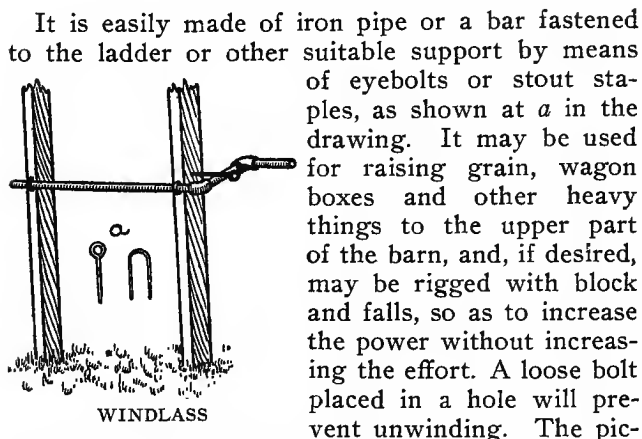 It is easily made of iron pipe or a bar fastened
to the ladder or other suitable support by means
of eyebolts or stout sta-
ples, as shown at a in the
drawing. It may be used
for raising grain, wagon
boxes and other heavy
things to the upper part
of the barn, and, if desired,
may be rigged with block
and falls, so as to increase
the power without increas-
ing the effort. A loose bolt
placed in a hole will pre-
vent unwinding. The pic-
a
WINDLASS